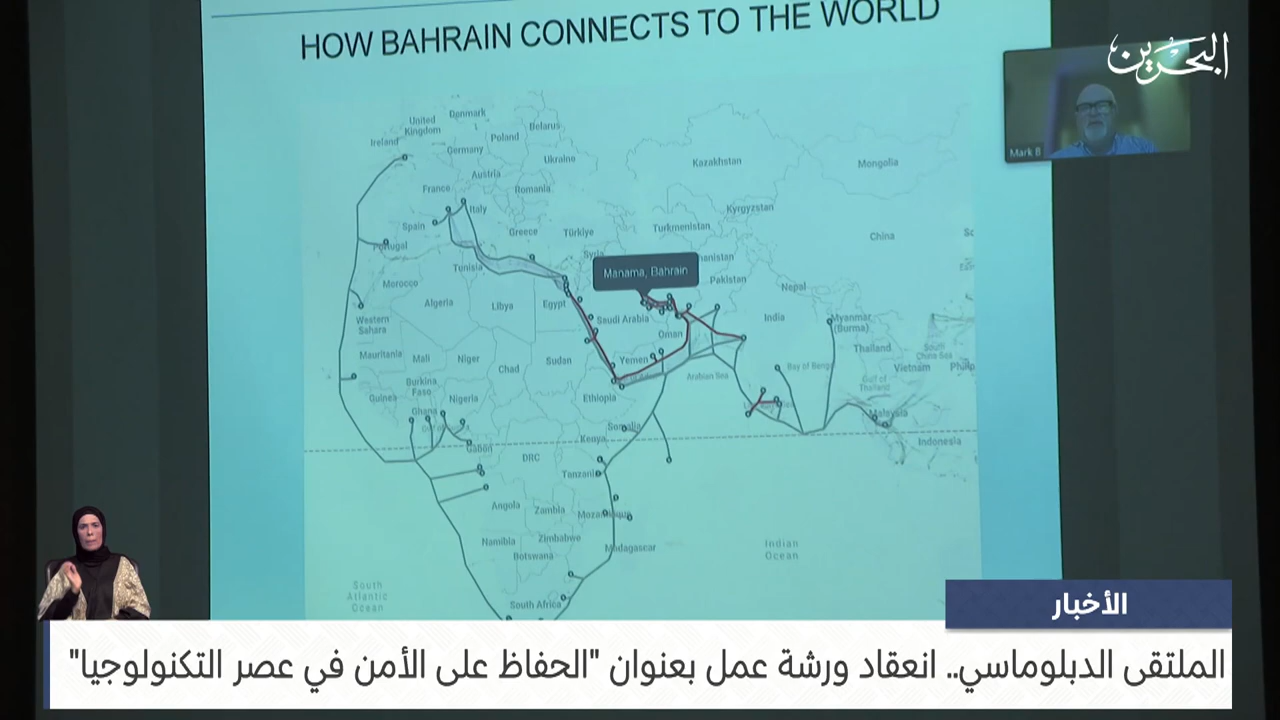 HOW BAHRAIN CONNECTS TO THE WORLD
البحرين
Mark B
Denmark
United
Kingdom
Belarus
Ireland
Poland
Germany
Ukraine
Kazakhstan
Mongolia
Austria
France
Romania
Italy
Kyrgyzstan
Spain
Greece
Türkiye
Turkmenistan
China
Portugal
Tunisia
Manama, Bahrain
Pakistan
Morocco
Nepal
Algeria
Libya
Egypt
Saudi Arabia
India
Myanmar
(Burma)
Western
Sahara
Oman
Thailand
Mauritania
Mali
Niger
Chad
Sudan
Yemen
Arabian Sea
Bay of Bengal
Vietnam
Gulf of
Thailand
Burkina
Faso
Guinea
Nigeria
Ethiopia
Ghana
Malaysia
Somalia
Kenya
Indonesia
Gabon
DRC
Tanzania
Angola
Zambia
Mozambique
Namibia
Zimbabwe
Madagascar
Botswana
Indian
Ocean
South
Atlantic
Ocean
South Africa
الأخبار
الملتقى الدبلوماسي.. انعقاد ورشة عمل بعنوان "الحفاظ على الأمن في عصر التكنولوجيا"